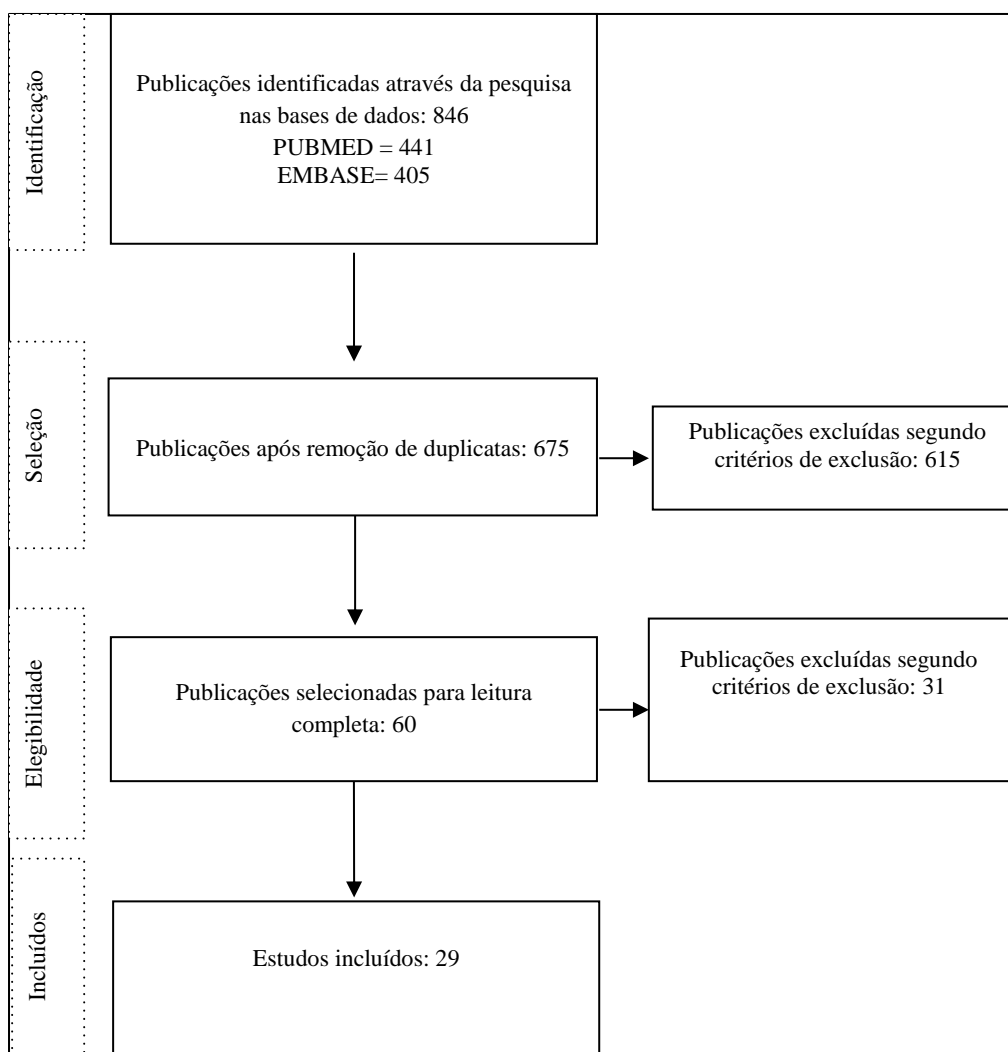 Identificação
Publicações identificadas através da pesquisa
nas bases de dados: 846
PUBMED = 441
EMBASE= 405
Seleção
Publicações após remoção de duplicatas: 675
Publicações excluídas segundo
critérios de exclusão: 615
Elegibilidade
Publicações selecionadas para leitura
completa: 60
Publicações excluídas segundo
critérios de exclusão: 31
Incluídos
Estudos incluídos: 29